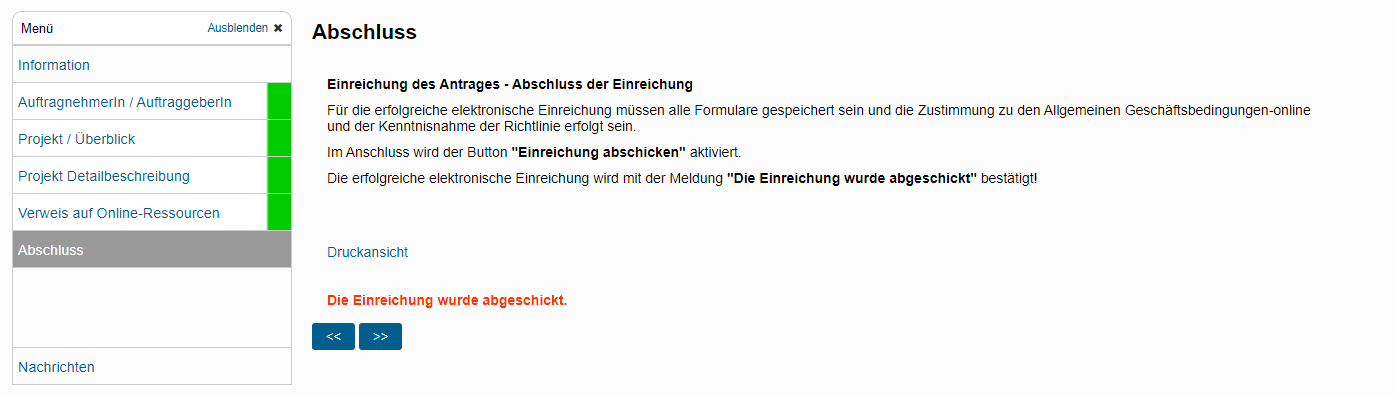 Menü
Ausblenden ✖
Information
AuftragnehmerIn / AuftraggeberIn
Projekt / Überblick
Projekt Detailbeschreibung
Verweis auf Online-Ressourcen
Abschluss
Nachrichten
Abschluss
Einreichung des Antrages - Abschluss der Einreichung
Für die erfolgreiche elektronische Einreichung müssen alle Formulare gespeichert sein und die Zustimmung zu den Allgemeinen Geschäftsbedingungen-online
und der Kenntnisnahme der Richtlinie erfolgt sein.
Im Anschluss wird der Button "Einreichung abschicken" aktiviert.
Die erfolgreiche elektronische Einreichung wird mit der Meldung "Die Einreichung wurde abgeschickt" bestätigt!
Druckansicht
Die Einreichung wurde abgeschickt.
<< >>